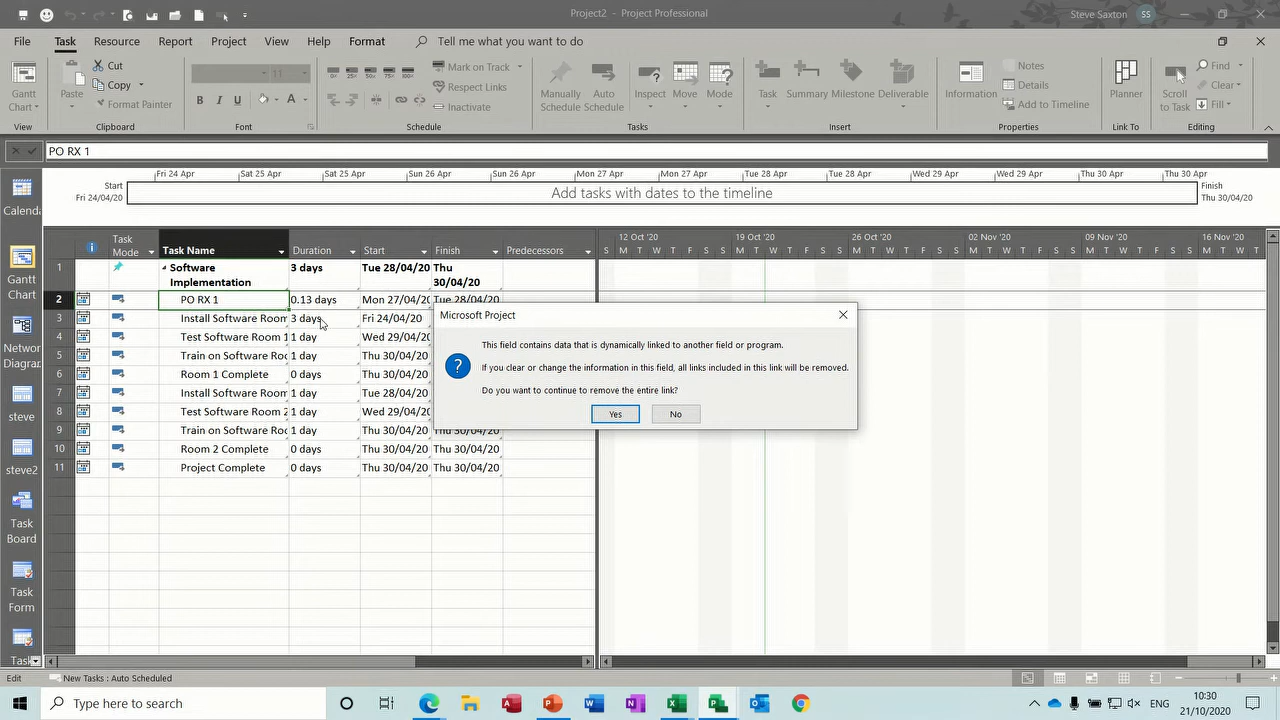 Project2 - Project Professional
Steve Saxton SS
File Task Resource Report Project View Help Format Tell me what you want to do
Gantt Chart
View
Paste
Cut
Copy
Format Painter
Clipboard
11
B I U A
Font
0% 25% 50% 75% 100%
Mark on Track
Respect Links
Inactivate
Schedule
Manually Schedule
Auto Schedule
Inspect
Move
Mode
Tasks
Task
Summary
Milestone
Deliverable
Insert
Information
Notes
Details
Add to Timeline
Properties
Planner
Link To
Scroll to Task
Find
Clear
Fill
Editing
PO RX 1
Fri 24 Apr Sat 25 Apr Sat 25 Apr Sun 26 Apr Sun 26 Apr Mon 27 Apr Mon 27 Apr Tue 28 Apr Tue 28 Apr Wed 29 Apr Wed 29 Apr Thu 30 Apr Thu 30 Apr
Start
Fri 24/04/20
Add tasks with dates to the timeline
Finish
Thu 30/04/20
Calenda
Gantt Chart
Network Diagram
steve
steve2
Task Board
Task Form
Task
Task Mode Task Name Duration Start Finish Predecessors
12 Oct '20 19 Oct '20 26 Oct '20 02 Nov '20 09 Nov '20 16 Nov '20
S M T W T F S S M T W T F S S M T W T F S S M T W T F S S M T W T F S S M T W
1 Software Implementation 3 days Tue 28/04/20 Thu 30/04/20
2 PO RX 1 0.13 days Mon 27/04/20 Tue 28/04/20
3 Install Software Room 3 days Fri 24/04/20
4 Test Software Room 1 1 day Wed 29/04/20
5 Train on Software Roo 1 day Thu 30/04/20
6 Room 1 Complete 0 days Thu 30/04/20
7 Install Software Room 1 day Tue 28/04/20
8 Test Software Room 2 1 day Wed 29/04/20
9 Train on Software Roo 1 day Thu 30/04/20 Thu 30/04/20
10 Room 2 Complete 0 days Thu 30/04/20 Thu 30/04/20
11 Project Complete 0 days Thu 30/04/20 Thu 30/04/20
Microsoft Project
This field contains data that is dynamically linked to another field or program.
If you clear or change the information in this field, all links included in this link will be removed.
Do you want to continue to remove the entire link?
Yes No
Edit New Tasks : Auto Scheduled
Type here to search
ENG
10:30
21/10/2020